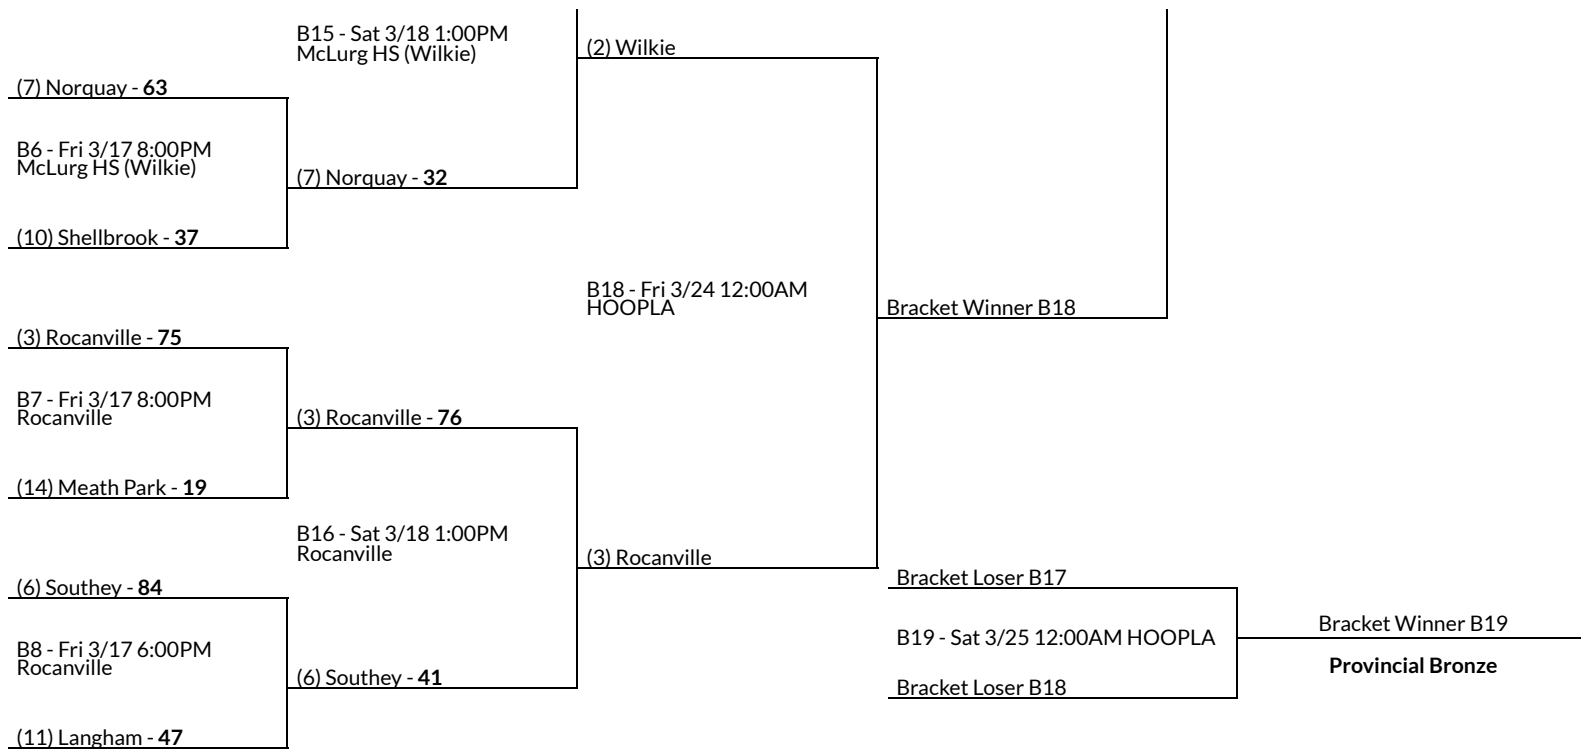 B15 - Sat 3/18 1:00PM
McLurg HS (Wilkie)
(2) Wilkie
(7) Norquay - 63
B6 - Fri 3/17 8:00PM
McLurg HS (Wilkie)
(7) Norquay - 32
(10) Shellbrook - 37
B18 - Fri 3/24 12:00AM
HOOPLA
Bracket Winner B18
(3) Rocanville - 75
B7 - Fri 3/17 8:00PM
Rocanville
(3) Rocanville - 76
(14) Meath Park - 19
B16 - Sat 3/18 1:00PM
Rocanville
(3) Rocanville
(6) Southey - 84
B8 - Fri 3/17 6:00PM
Rocanville
(6) Southey - 41
(11) Langham - 47
Bracket Loser B17
B19 - Sat 3/25 12:00AM HOOPLA
Bracket Loser B18
Bracket Winner B19
Provincial Bronze